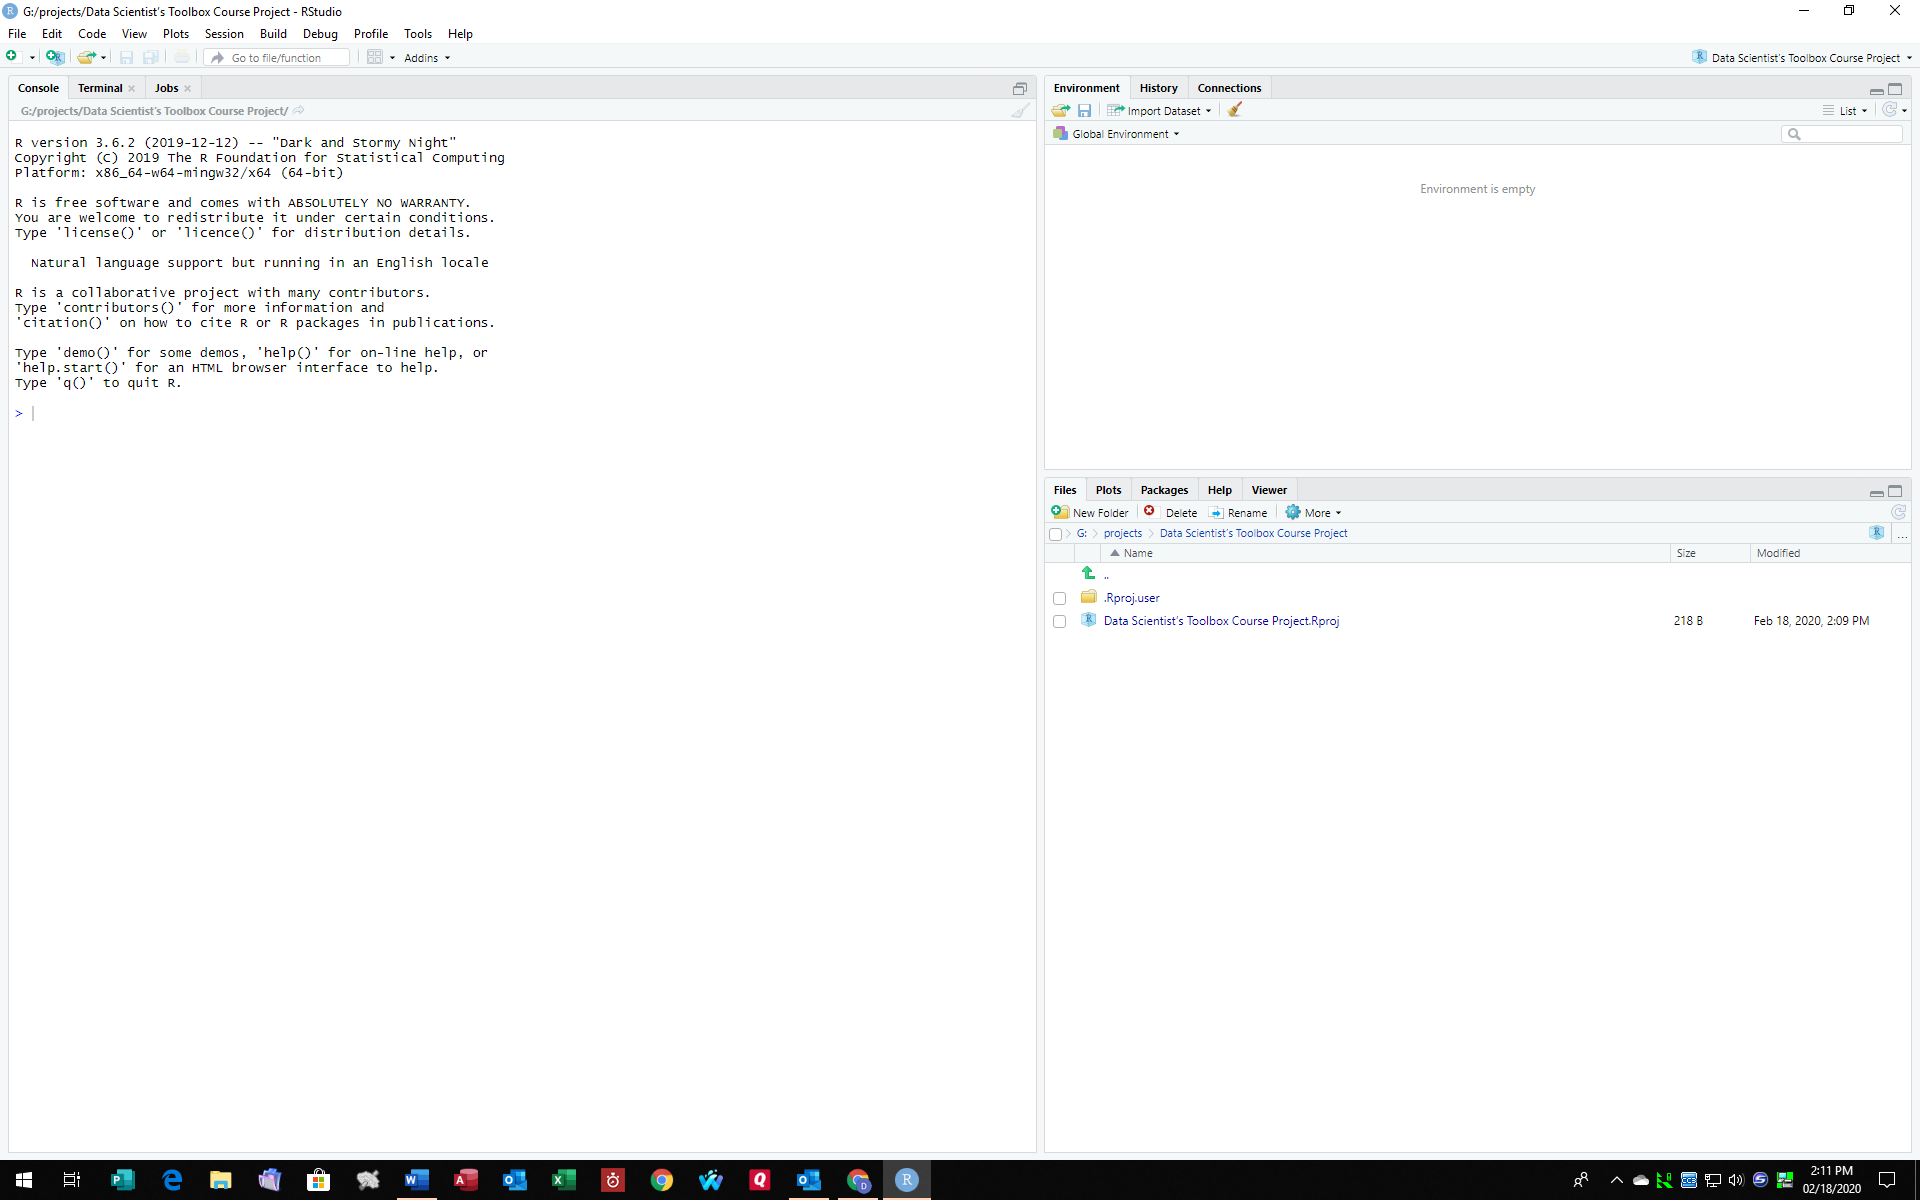 G:/projects/Data Scientist's Toolbox Course Project - RStudio
File Edit Code View Plots Session Build Debug Profile Tools Help
Go to file/function Addins Data Scientist's Toolbox Course Project
Console Terminal Jobs
G:/projects/Data Scientist's Toolbox Course Project/
R version 3.6.2 (2019-12-12) -- "Dark and Stormy Night"
Copyright (C) 2019 The R Foundation for Statistical Computing
Platform: x86_64-w64-mingw32/x64 (64-bit)
R is free software and comes with ABSOLUTELY NO WARRANTY.
You are welcome to redistribute it under certain conditions.
Type 'license()' or 'licence()' for distribution details.
Natural language support but running in an English locale
R is a collaborative project with many contributors.
Type 'contributors()' for more information and
'citation()' on how to cite R or R packages in publications.
Type 'demo()' for some demos, 'help()' for on-line help, or
'help.start()' for an HTML browser interface to help.
Type 'q()' to quit R.
>
Environment History Connections
Import Dataset List
Global Environment
Environment is empty
Files Plots Packages Help Viewer
New Folder Delete Rename More
G: projects Data Scientist's Toolbox Course Project ...
Name Size Modified
..
.Rproj.user
Data Scientist's Toolbox Course Project.Rproj 218 B Feb 18, 2020, 2:09 PM
2:11 PM
02/18/2020